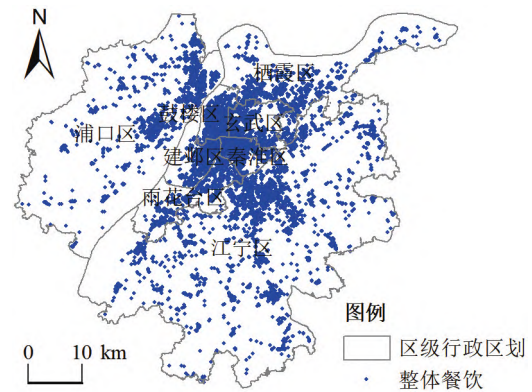 N
栖霞区
鼓楼区
玄武区
浦口区
建邺区
秦淮区
雨花台区
江宁区
图例
区级行政区划
整体餐饮
0 10 km